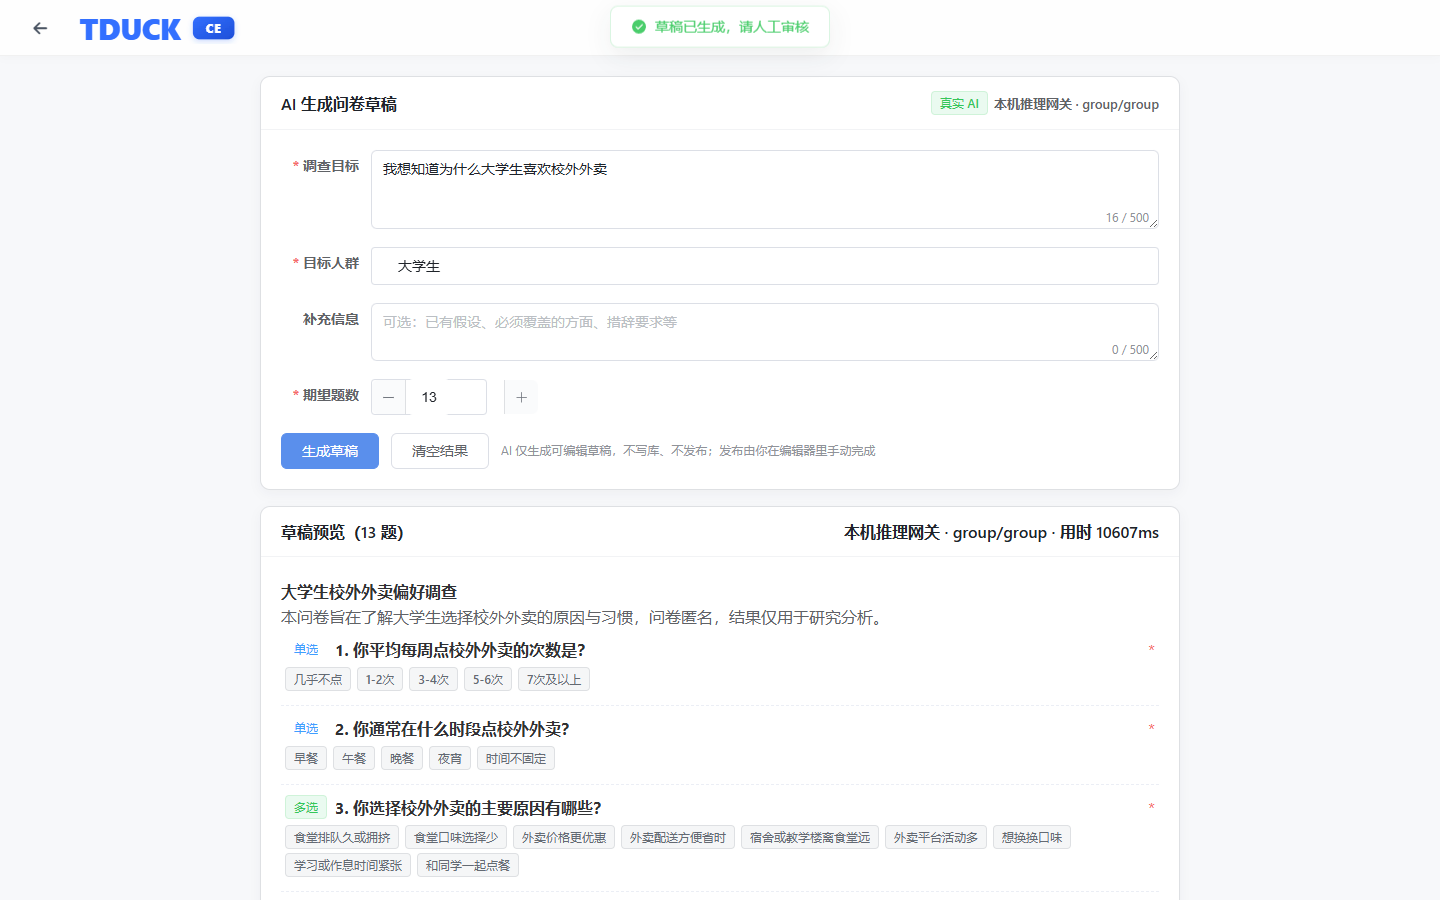 TDUCK CE
草稿已生成，请人工审核
AI 生成问卷草稿
真实 AI 本机推理网关 · group/group
* 调查目标
我想知道为什么大学生喜欢校外外卖
16 / 500
* 目标人群
大学生
补充信息
可选：已有假设、必须覆盖的方面、措辞要求等
0 / 500
* 期望题数
13
生成草稿 清空结果 AI 仅生成可编辑草稿，不写库、不发布；发布由你在编辑器里手动完成
草稿预览（13 题） 本机推理网关 · group/group · 用时 10607ms
大学生校外外卖偏好调查
本问卷旨在了解大学生选择校外外卖的原因与习惯，问卷匿名，结果仅用于研究分析。
单选 1. 你平均每周点校外外卖的次数是? *
几乎不点 1-2次 3-4次 5-6次 7次及以上
单选 2. 你通常在什么时段点校外外卖? *
早餐 午餐 晚餐 夜宵 时间不固定
多选 3. 你选择校外外卖的主要原因有哪些? *
食堂排队久或拥挤 食堂口味选择少 外卖价格更优惠 外卖配送方便省时 宿舍或教学楼离食堂远 外卖平台活动多 想换换口味
学习或作息时间紧张 和同学一起点餐